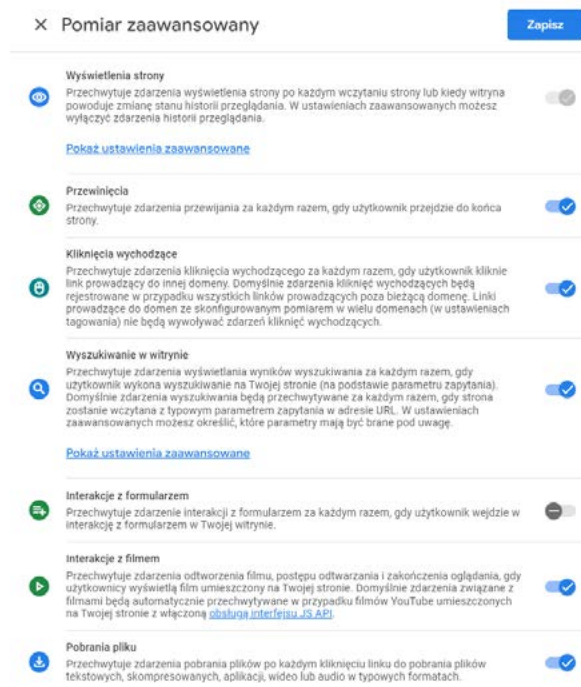 Pomiar zaawansowany
Zapisz
Wyświetlenia strony
Przechwytuje zdarzenia wyświetlenia strony po każdym wczytaniu strony lub kiedy witryna
powoduje zmianę stanu historii przeglądania. W ustawieniach zaawansowanych możesz
wyłączyć zdarzenia historii przeglądania.
Pokaż ustawienia zaawansowane
Przewinięcia
Przechwytuje zdarzenia przewijania za każdym razem, gdy użytkownik przejdzie do końca
strony.
Kliknięcia wychodzące
Przechwytuje zdarzenia kliknięcia wychodzącego za każdym razem, gdy użytkownik kliknie
link prowadzący do innej domeny. Domyślnie zdarzenia kliknięć wychodzących będą
rejestrowane w przypadku wszystkich linków prowadzących poza bieżącą domenę. Linki
prowadzące do domen ze skonfigurowanym pomiarem w wielu domenach (w ustawieniach
tagowania) nie będą wywoływać zdarzeń kliknięć wychodzących.
Wyszukiwanie w witrynie
Przechwytuje zdarzenia wyświetlania wyników wyszukiwania za każdym razem, gdy
użytkownik wykona wyszukiwanie na Twojej stronie (na podstawie parametru zapytania).
Domyślnie zdarzenia wyszukiwania będą przechwytywane za każdym razem, gdy strona
zostanie wczytana z typowym parametrem zapytania w adresie URL. W ustawieniach
zaawansowanych możesz określić, które parametry mają być brane pod uwagę.
Pokaż ustawienia zaawansowane
Interakcje z formularzem
Przechwytuje zdarzenie interakcji z formularzem za każdym razem, gdy użytkownik wejdzie w
interakcję z formularzem w Twojej witrynie.
Interakcje z filmem
Przechwytuje zdarzenia odtworzenia filmu, postępu odtwarzania i zakończenia oglądania, gdy
użytkownicy wyświetlą film umieszczony na Twojej stronie. Domyślnie zdarzenia związane z
filmami będą automatycznie przechwytywane w przypadku filmów YouTube umieszczonych
na Twojej stronie z włączoną obsługą interfejsu JS API.
Pobrania pliku
Przechwytuje zdarzenia pobrania plików po każdym kliknięciu linku do pobrania plików
tekstowych, skompresowanych, aplikacji, wideo lub audio w typowych formatach.